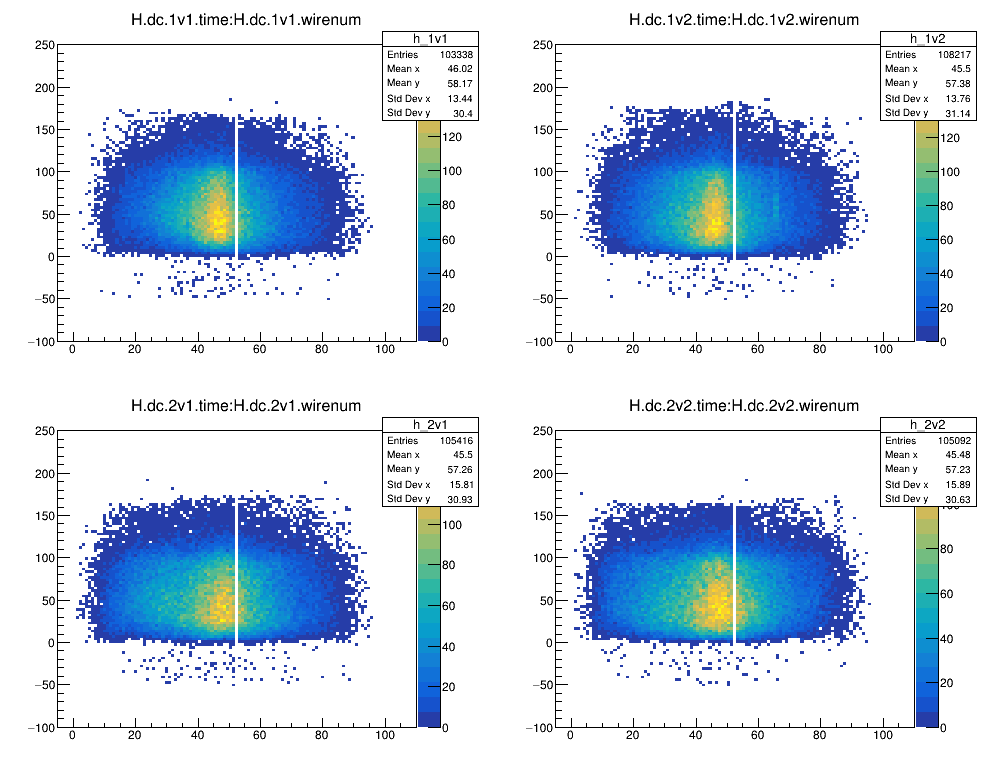 H.dc.1v1.time:H.dc.1v1.wirenum
h_1v1
Entries 103338
Mean x 46.02
Mean y 58.17
Std Dev x 13.44
Std Dev y 30.4
250
200
150
100
50
0
−50
−100
0 20 40 60 80 100
120
100
80
60
40
20
0
H.dc.1v2.time:H.dc.1v2.wirenum
h_1v2
Entries 108217
Mean x 45.5
Mean y 57.38
Std Dev x 13.76
Std Dev y 31.14
250
200
150
100
50
0
−50
−100
0 20 40 60 80 100
120
100
80
60
40
20
0
H.dc.2v1.time:H.dc.2v1.wirenum
h_2v1
Entries 105416
Mean x 45.5
Mean y 57.26
Std Dev x 15.81
Std Dev y 30.93
250
200
150
100
50
0
−50
−100
0 20 40 60 80 100
100
80
60
40
20
0
H.dc.2v2.time:H.dc.2v2.wirenum
h_2v2
Entries 105092
Mean x 45.48
Mean y 57.23
Std Dev x 15.89
Std Dev y 30.63
250
200
150
100
50
0
−50
−100
0 20 40 60 80 100
80
60
40
20
0